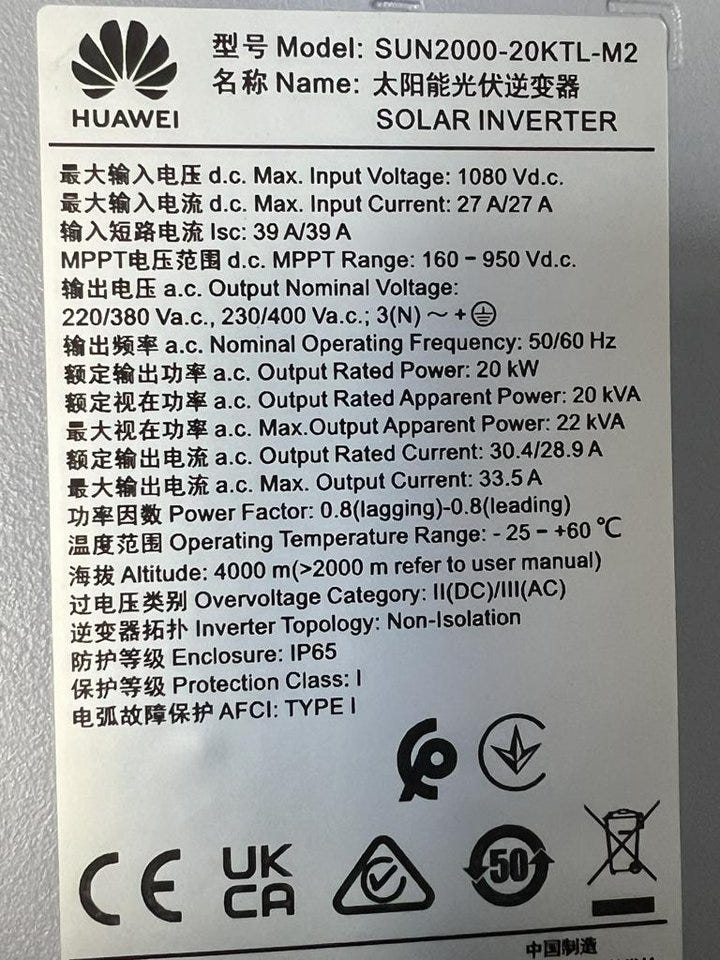 HUAWEI
型号 Model: SUN2000-20KTL-M2
名称 Name: 太阳能光伏逆变器
SOLAR INVERTER
最大输入电压 d.c. Max. Input Voltage: 1080 Vd.c.
最大输入电流 d.c. Max. Input Current: 27 A/27 A
输入短路电流 Isc: 39 A/39 A
MPPT电压范围 d.c. MPPT Range: 160 – 950 Vd.c.
输出电压 a.c. Output Nominal Voltage:
220/380 Va.c., 230/400 Va.c.; 3(N) ～ + ⏚
输出频率 a.c. Nominal Operating Frequency: 50/60 Hz
额定输出功率 a.c. Output Rated Power: 20 kW
额定视在功率 a.c. Output Rated Apparent Power: 20 kVA
最大视在功率 a.c. Max.Output Apparent Power: 22 kVA
额定输出电流 a.c. Output Rated Current: 30.4/28.9 A
最大输出电流 a.c. Max. Output Current: 33.5 A
功率因数 Power Factor: 0.8(lagging)-0.8(leading)
温度范围 Operating Temperature Range: - 25 – +60 ℃
海拔 Altitude: 4000 m(>2000 m refer to user manual)
过电压类别 Overvoltage Category: II(DC)/III(AC)
逆变器拓扑 Inverter Topology: Non-Isolation
防护等级 Enclosure: IP65
保护等级 Protection Class: I
电弧故障保护 AFCI: TYPE I
CE
UK
CA
50
中国制造